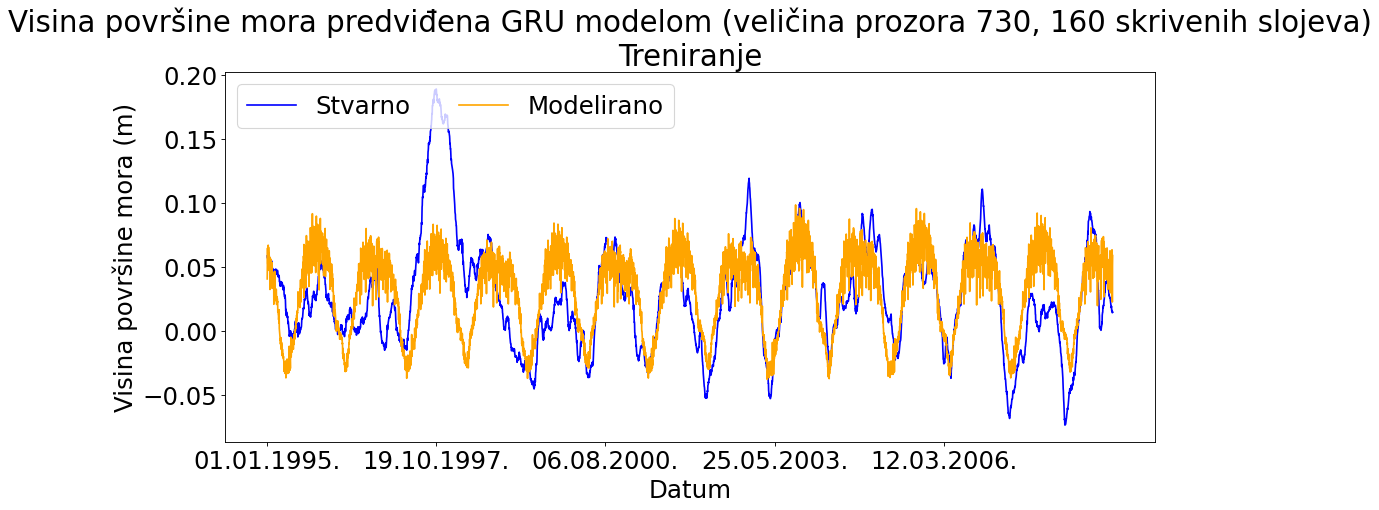 Visina površine mora predviđena GRU modelom (veličina prozora 730, 160 skrivenih slojeva)
Treniranje
Stvarno
Modelirano
Visina površine mora (m)
0.20
0.15
0.10
0.05
0.00
−0.05
01.01.1995.
19.10.1997.
06.08.2000.
25.05.2003.
12.03.2006.
Datum